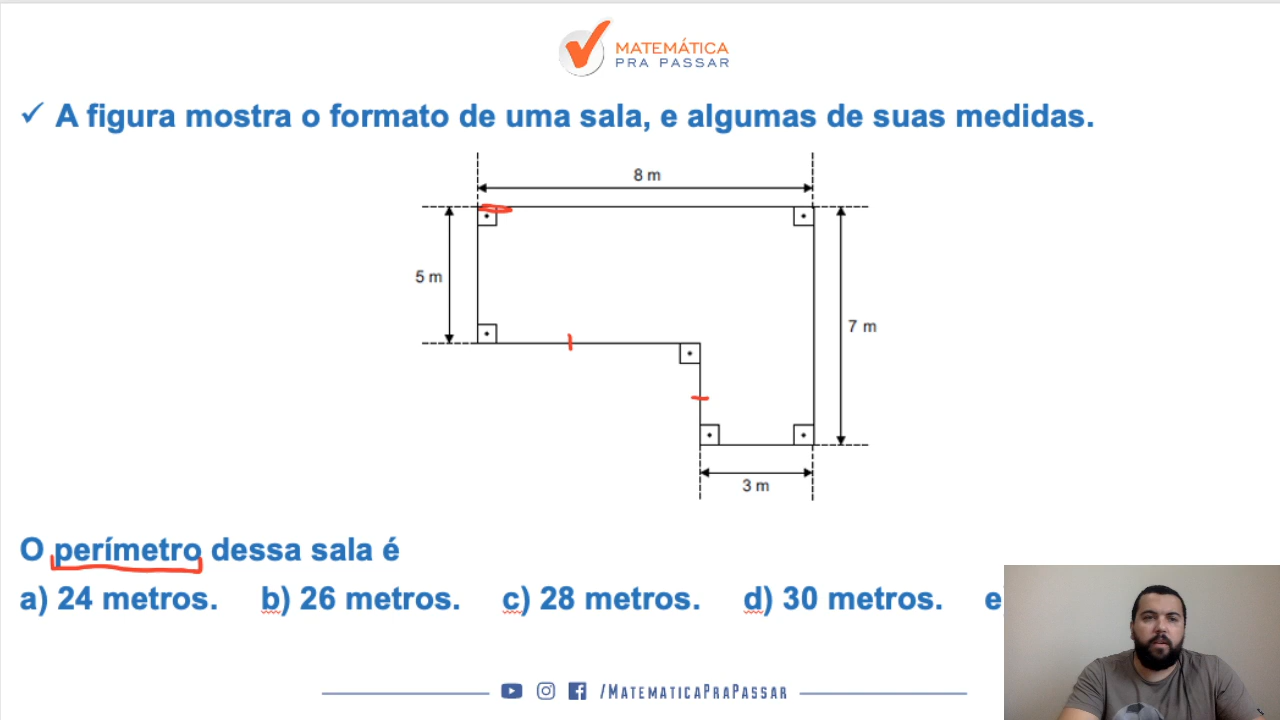 MATEMÁTICA
PRA PASSAR
✓ A figura mostra o formato de uma sala, e algumas de suas medidas.
8 m
5 m
7 m
3 m
O perímetro dessa sala é
a) 24 metros. b) 26 metros. c) 28 metros. d) 30 metros. e
/MATEMATICAPRAPASSAR